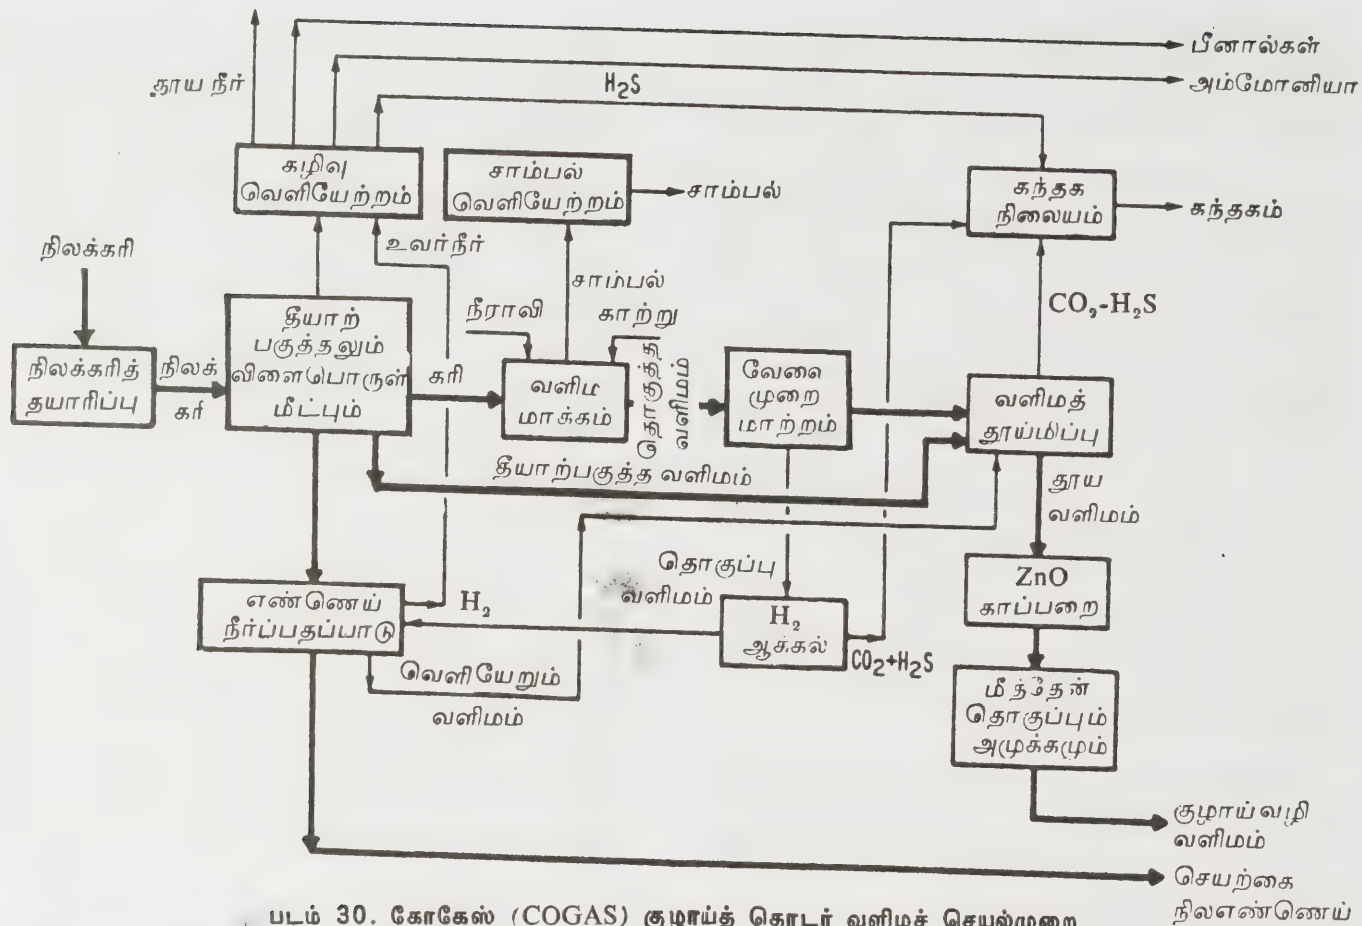 பீனால்கள்
தூய நீர்
அம்மோனியா
H₂S
கழிவு
வெளியேற்றம்
சாம்பல்
வெளியேற்றம்
சாம்பல்
கந்தக
நிலையம்
கந்தகம்
நிலக்கரி
உவர்நீர்
நீராவி
சாம்பல்
காற்று
CO₂-H₂S
நிலக்கரித்
தயாரிப்பு
நிலக்
கரி
தீயாற்
பகுத்தலும்
விளைபொருள்
மீட்பும்
கரி
வளிம
மாக்கம்
தொகுத்த
வளிமம்
வேலை
முறை
மாற்றம்
வளிமத்
தூய்மிப்பு
தீயாற்பகுத்த வளிமம்
தூய
வளிமம்
தொகுப்பு
வளிமம்
எண்ணெய்
நீர்ப்பதப்பாடு
H₂
H₂
ஆக்கல்
CO₂+H₂S
ZnO
காப்பறை
வெளியேறும்
வளிமம்
மீத்தேன்
தொகுப்பும்
அமுக்கமும்
குழாய்வழி
வளிமம்
செயற்கை
நிலஎண்ணெய்
படம் 30. கோகேஸ் (COGAS) குழாய்த் தொடர் வளிமச் செயல்முறை